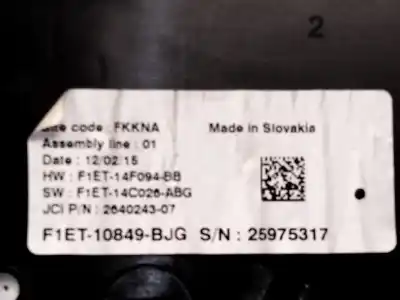 2
Site code : FKKNA Made in Slovakia
Assembly line : 01
Date : 12/02/15
HW : F1ET-14F094-BB
SW : F1ET-14C026-ABG
JCI P/N : 2640243-07
F1ET-10849-BJG S/N : 25975317